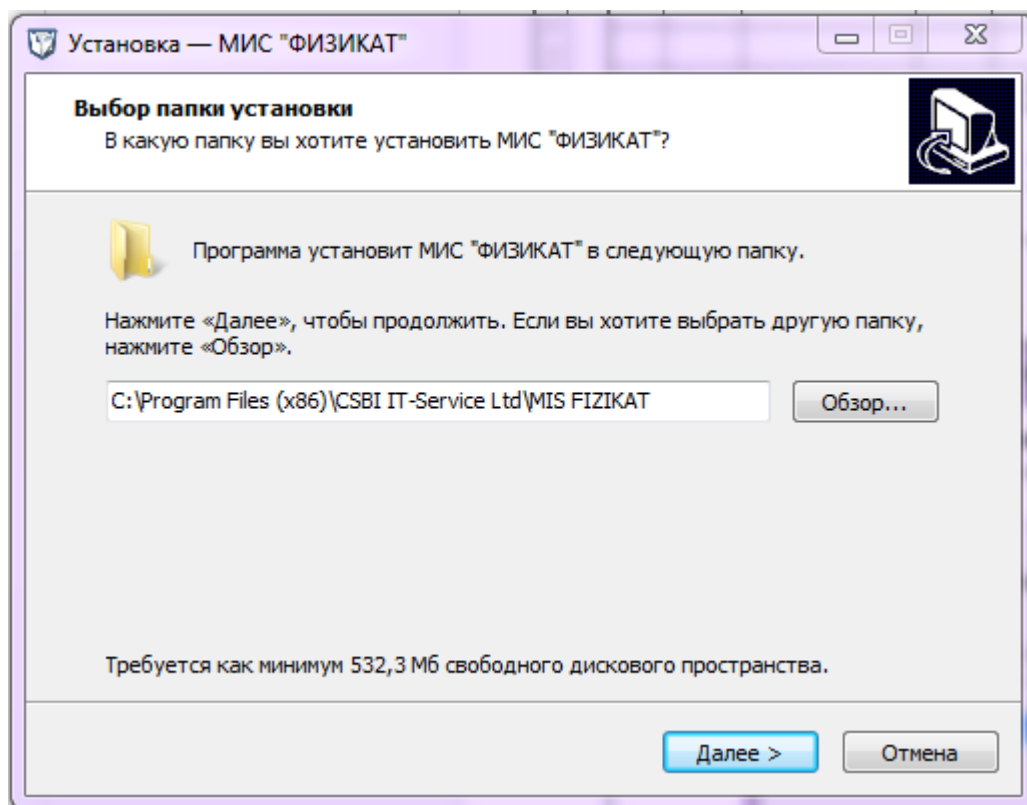 Установка — МИС "ФИЗИКАТ"
Выбор папки установки
В какую папку вы хотите установить МИС "ФИЗИКАТ"?
Программа установит МИС "ФИЗИКАТ" в следующую папку.
Нажмите «Далее», чтобы продолжить. Если вы хотите выбрать другую папку,
нажмите «Обзор».
C:\Program Files (x86)\CSBI IT-Service Ltd\MIS FIZIKAT
Обзор...
Требуется как минимум 532,3 Мб свободного дискового пространства.
Далее >
Отмена